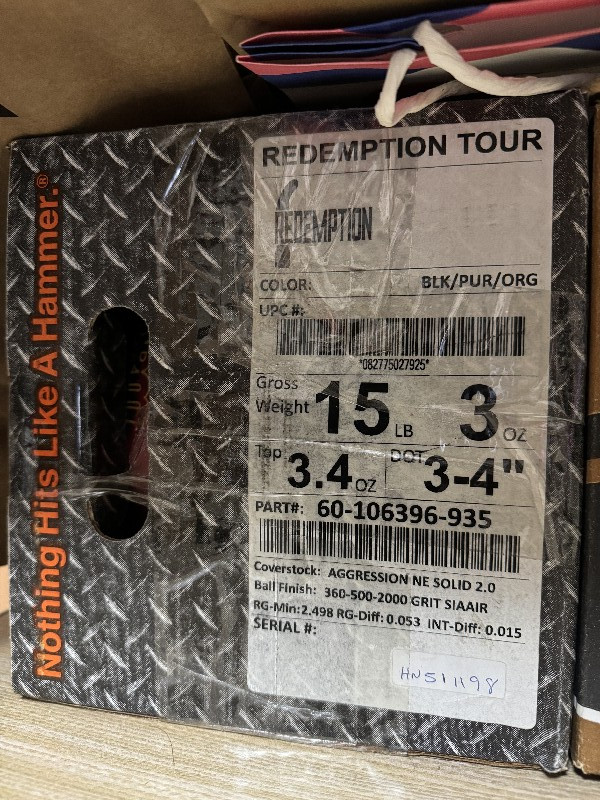 Nothing Hits Like A Hammer.®
REDEMPTION TOUR
REDEMPTION
COLOR: BLK/PUR/ORG
UPC #:
*082775027925*
Gross Weight 15 LB 3 OZ
Top 3.4 OZ DOT 3-4"
PART#: 60-106396-935
Coverstock: AGGRESSION NE SOLID 2.0
Ball Finish: 360-500-2000 GRIT SIAAIR
RG-Min:2.498 RG-Diff: 0.053 INT-Diff: 0.015
SERIAL #:
HN511198